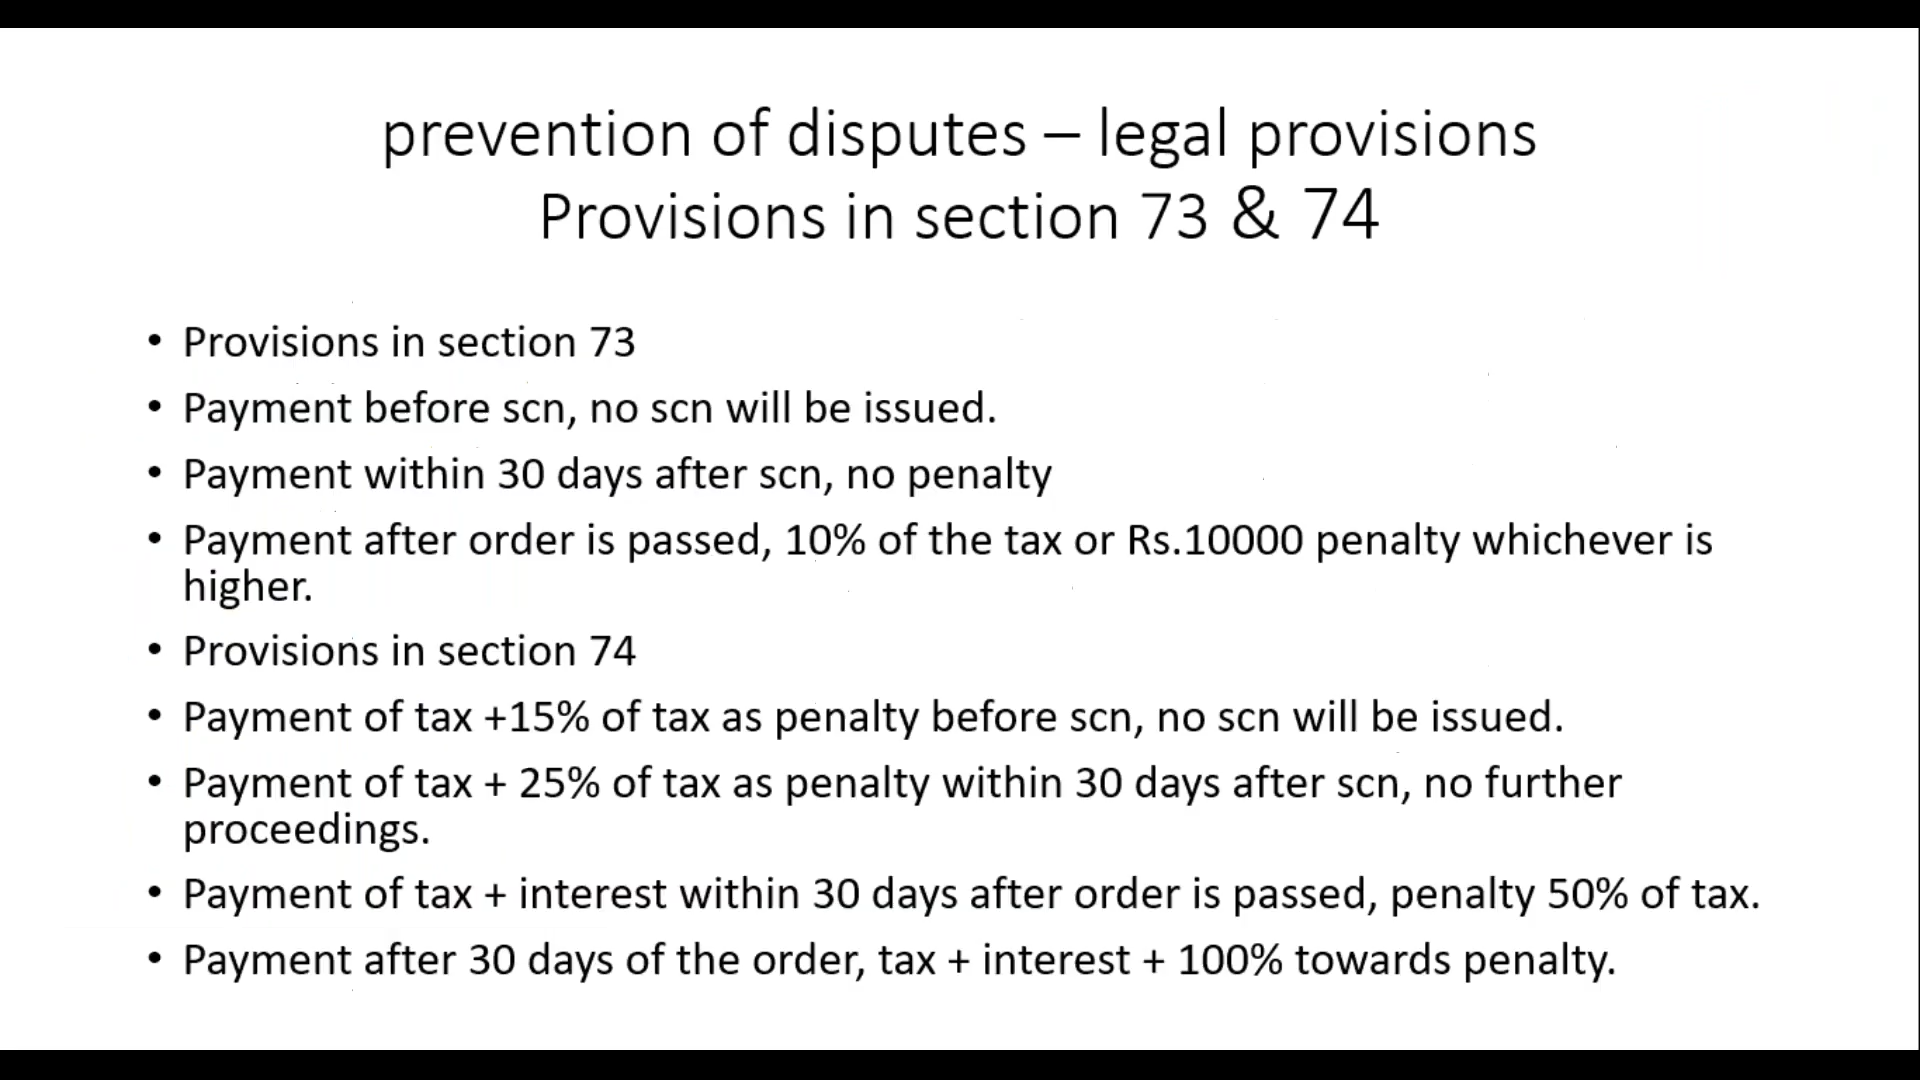 prevention of disputes – legal provisions
Provisions in section 73 & 74
• Provisions in section 73
• Payment before scn, no scn will be issued.
• Payment within 30 days after scn, no penalty
• Payment after order is passed, 10% of the tax or Rs.10000 penalty whichever is
higher.
• Provisions in section 74
• Payment of tax +15% of tax as penalty before scn, no scn will be issued.
• Payment of tax + 25% of tax as penalty within 30 days after scn, no further
proceedings.
• Payment of tax + interest within 30 days after order is passed, penalty 50% of tax.
• Payment after 30 days of the order, tax + interest + 100% towards penalty.